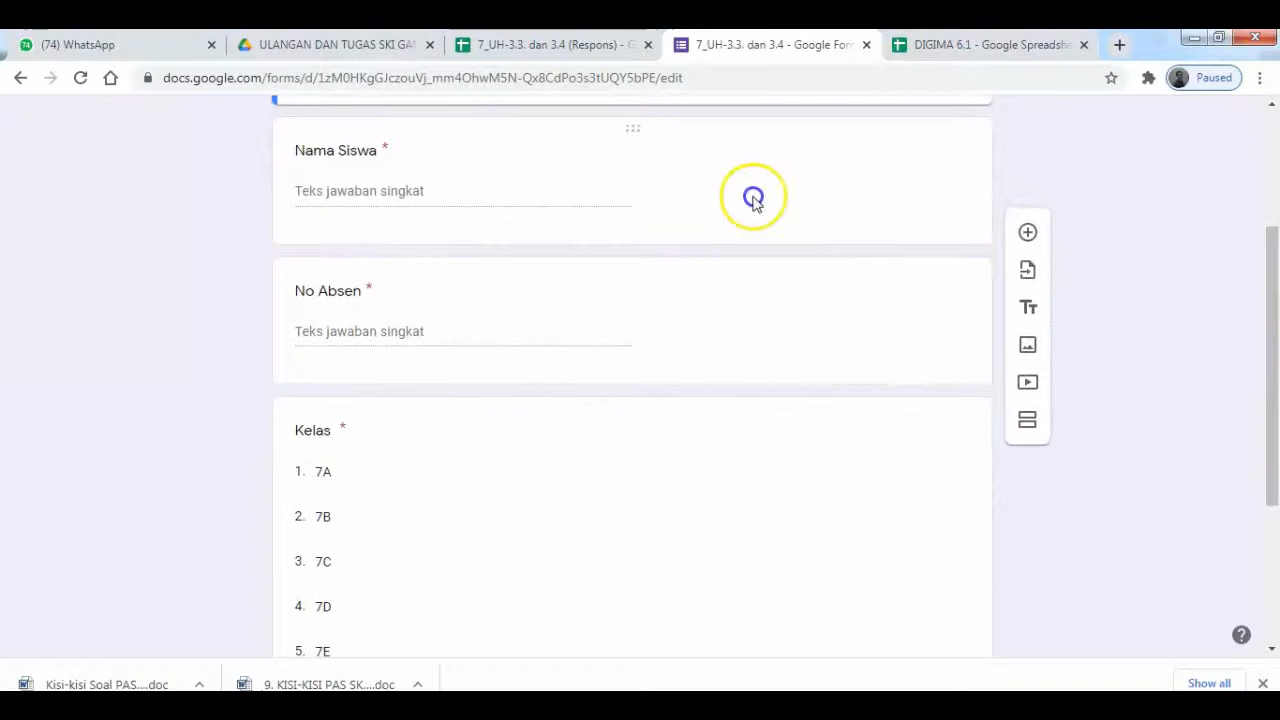 (74) WhatsApp
ULANGAN DAN TUGAS SKI GA
7_UH-3.3. dan 3.4 (Respons) - G
7_UH-3.3. dan 3.4 - Google Form
DIGIMA 6.1 - Google Spreadshe
docs.google.com/forms/d/1zM0HKgGJczouVj_mm4OhwM5N-Qx8CdPo3s3tUQY5bPE/edit
Paused
Nama Siswa *
Teks jawaban singkat
No Absen *
Teks jawaban singkat
Kelas *
1. 7A
2. 7B
3. 7C
4. 7D
5. 7E
Kisi-kisi Soal PAS....doc
9. KISI-KISI PAS SK....doc
Show all